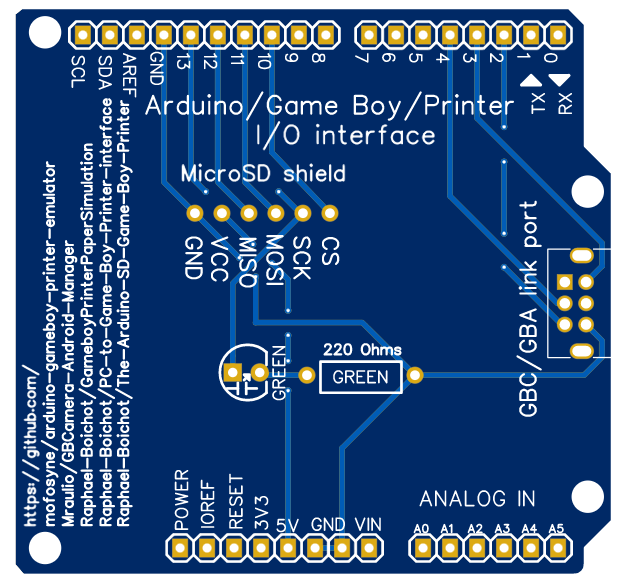 SCL
SDA
AREF
GND
13
12
11
10
9
8
7
6
5
4
3
2
1
0
TX
RX
Arduino/Game Boy/Printer
I/O interface
MicroSD shield
GND
VCC
MISO
MOSI
SCK
CS
GBC/GBA link port
220 Ohms
GREEN
GREEN
https://github.com/
mofosyne/arduino-gameboy-printer-emulator
Mraulio/GBCamera-Android-Manager
Raphael-Boichot/GameboyPrinterPaperSimulation
Raphael-Boichot/PC-to-Game-Boy-Printer-interface
Raphael-Boichot/The-Arduino-SD-Game-Boy-Printer
POWER
IOREF
RESET
3V3
5V
GND
VIN
ANALOG IN
A0
A1
A2
A3
A4
A5